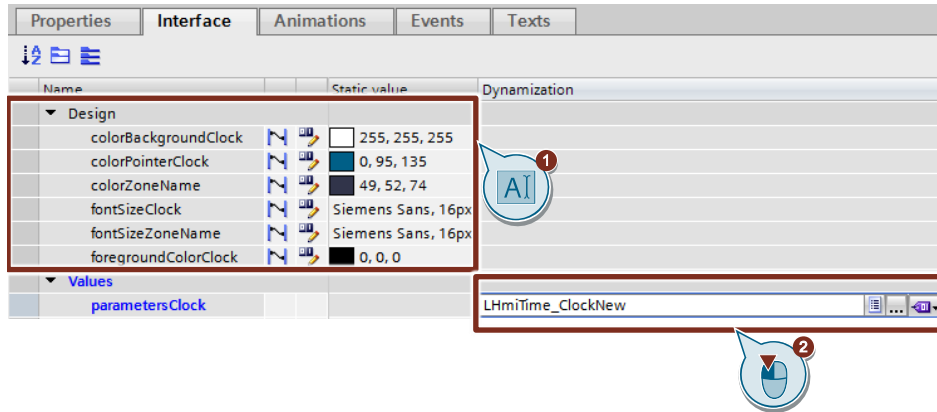 Properties Interface Animations Events Texts
Name Static value Dynamization
Design
colorBackgroundClock 255, 255, 255
colorPointerClock 0, 95, 135
colorZoneName 49, 52, 74
fontSizeClock Siemens Sans, 16px
fontSizeZoneName Siemens Sans, 16px
foregroundColorClock 0, 0, 0
1
A
Values
parametersClock LHmiTime_ClockNew ...
2